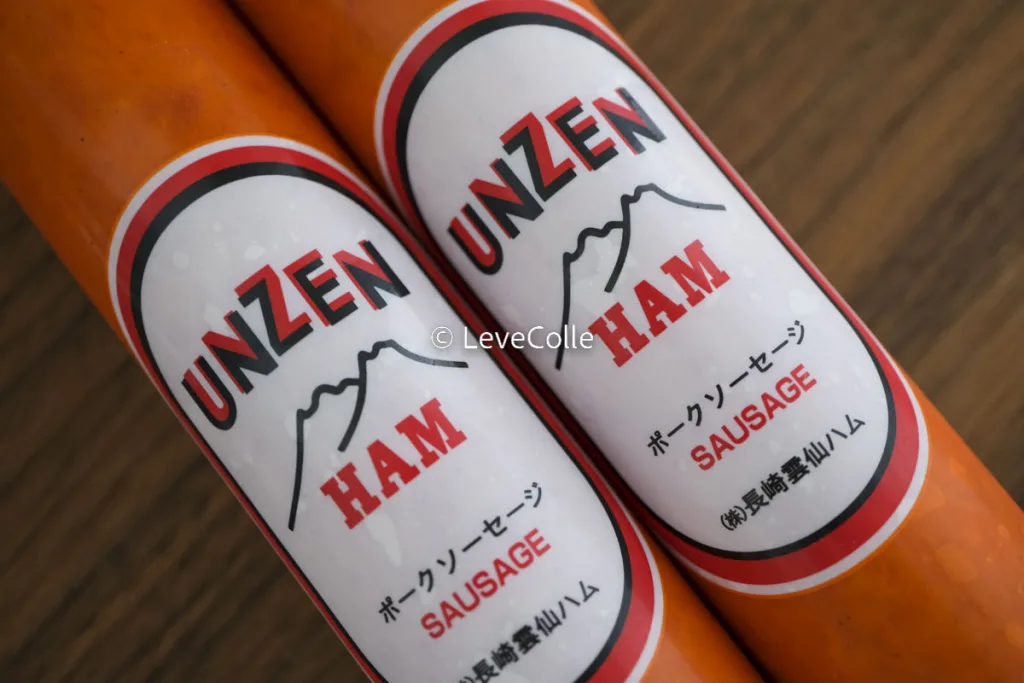 UNZEN
HAM
ポークソーセージ
SAUSAGE
㈱長崎雲仙ハム
UNZEN
HAM
ポークソーセージ
SAUSAGE
長崎雲仙ハム
© LeveColle